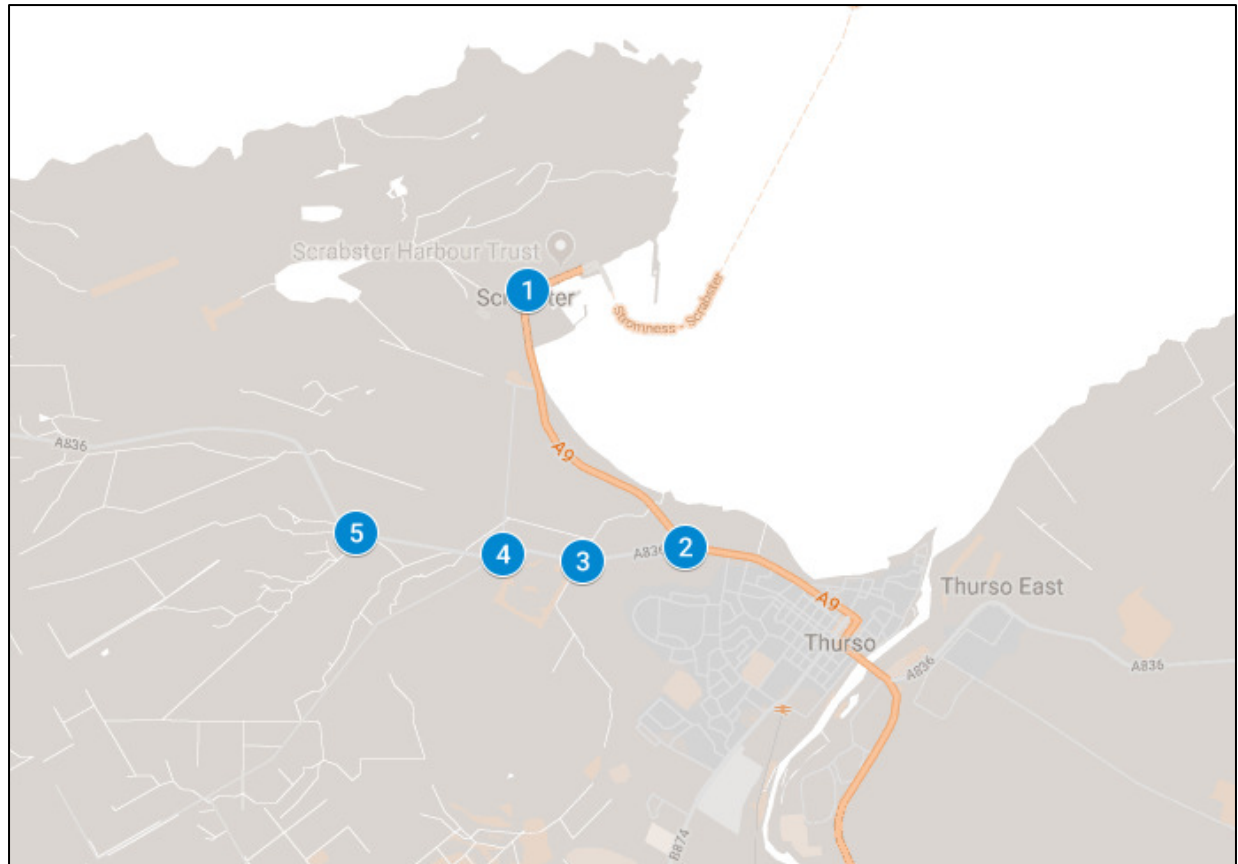 Scrabster Harbour Trust
1
Scrabster
Stromness - Scrabster
A836
A9
5
4
3
A836
2
A9
Thurso East
Thurso
A836
A836
B874